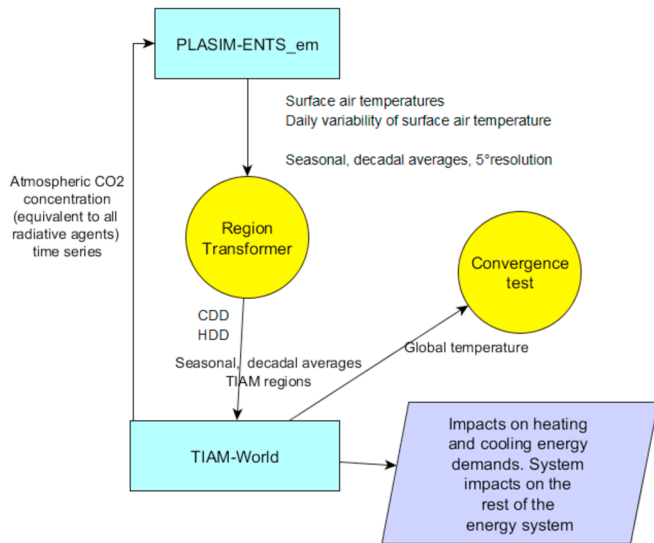 PLASIM-ENTS_em
Surface air temperatures
Daily variability of surface air temperature
Seasonal, decadal averages, 5°resolution
Atmospheric CO2
concentration
(equivalent to all
radiative agents)
time series
Region
Transformer
Convergence
test
CDD
HDD
Global temperature
Seasonal, decadal averages
TIAM regions
TIAM-World
Impacts on heating
and cooling energy
demands. System
impacts on the
rest of the
energy system